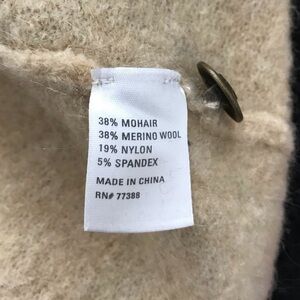 38% MOHAIR
38% MERINO WOOL
19% NYLON
5% SPANDEX
MADE IN CHINA
RN# 77388